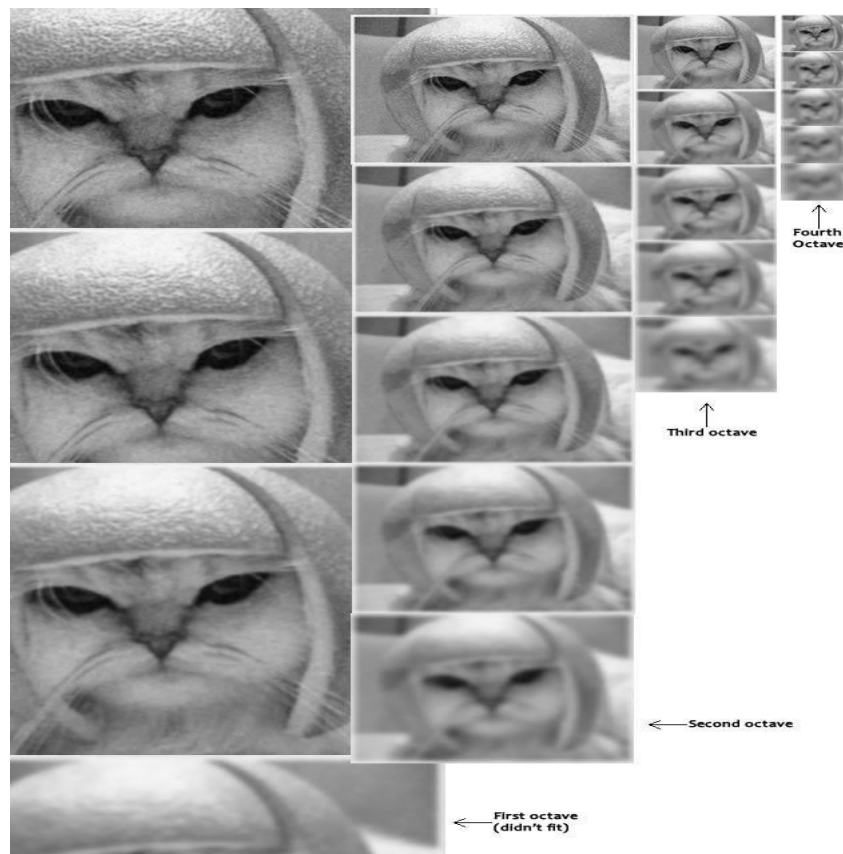 Fourth
Octave
Third octave
Second octave
First octave
(didn't fit)